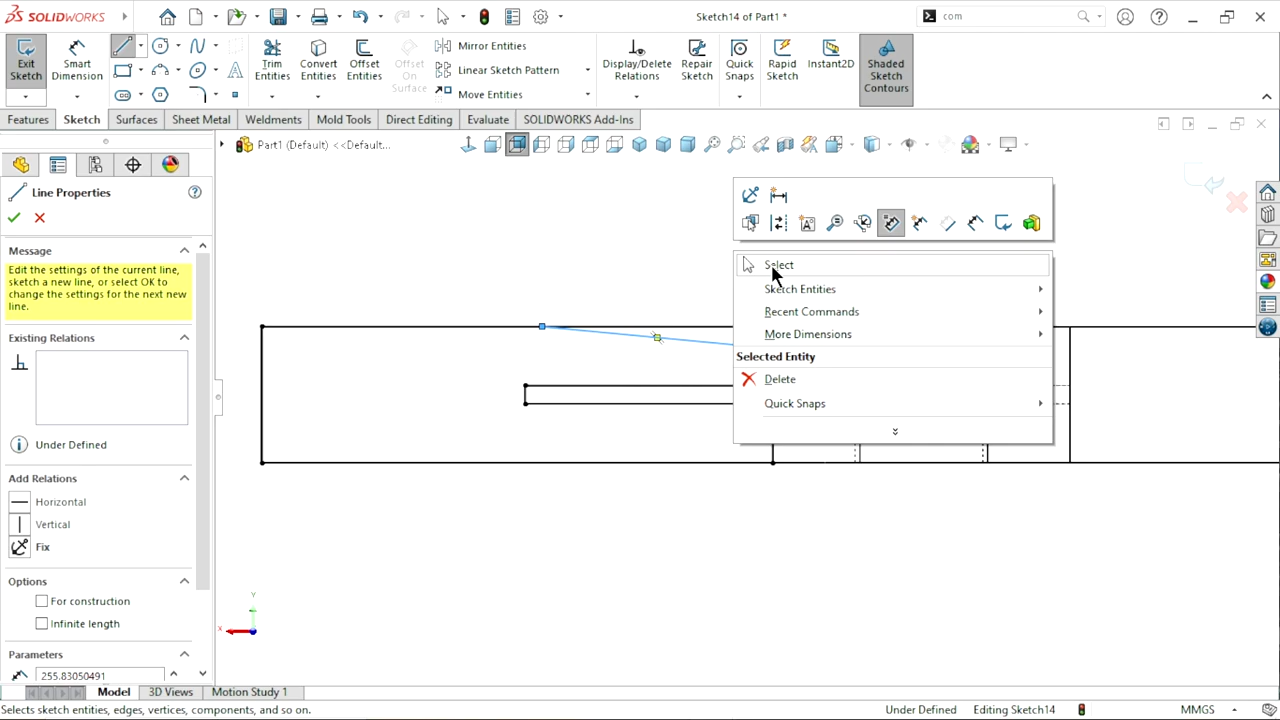 SOLIDWORKS
Sketch14 of Part1 *
com
Exit Sketch
Smart Dimension
Trim Entities
Convert Entities
Offset Entities
Offset On Surface
Mirror Entities
Linear Sketch Pattern
Move Entities
Display/Delete Relations
Repair Sketch
Quick Snaps
Rapid Sketch
Instant2D
Shaded Sketch Contours
Features
Sketch
Surfaces
Sheet Metal
Weldments
Mold Tools
Direct Editing
Evaluate
SOLIDWORKS Add-Ins
Part1 (Default) <<Default...
Line Properties
Message
Edit the settings of the current line,
sketch a new line, or select OK to
change the settings for the next new
line.
Existing Relations
Under Defined
Add Relations
Horizontal
Vertical
Fix
Options
For construction
Infinite length
Parameters
255.83050491
Select
Sketch Entities
Recent Commands
More Dimensions
Selected Entity
Delete
Quick Snaps
Y
X
Model
3D Views
Motion Study 1
Selects sketch entities, edges, vertices, components, and so on.
Under Defined
Editing Sketch14
MMGS